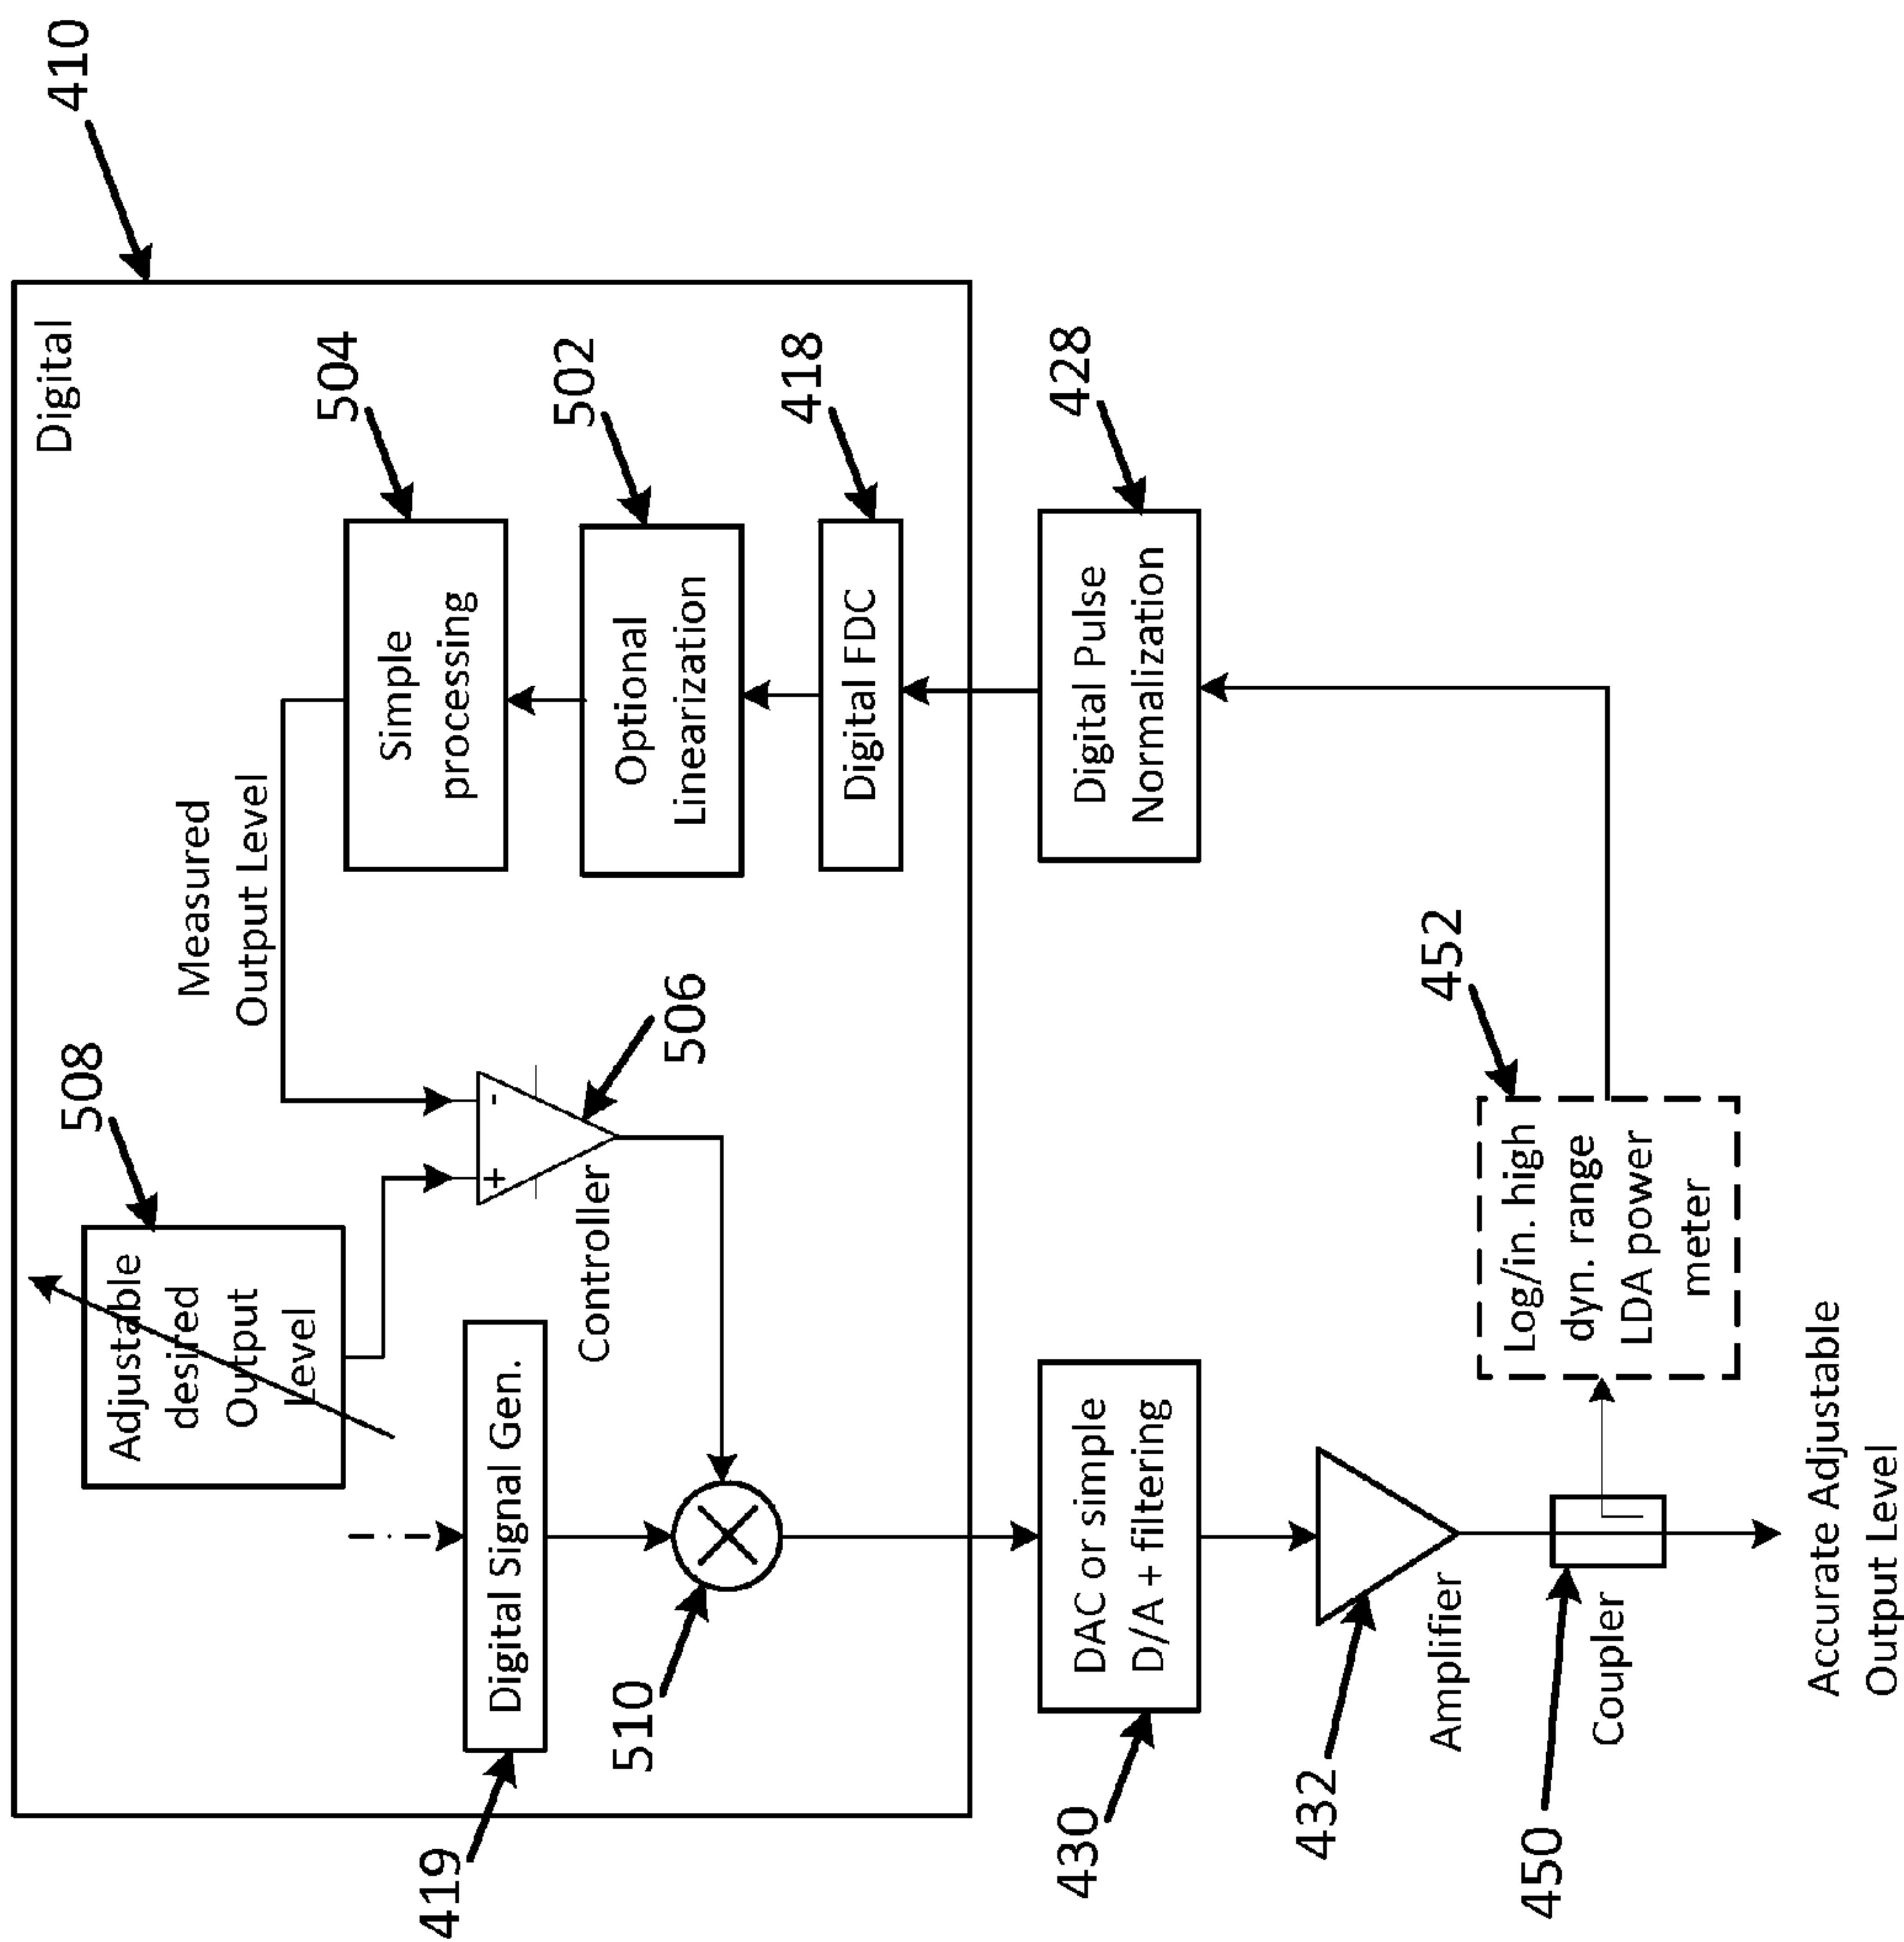 410
Digital
508
Adjustable
desired
Output
Level
Measured
Output Level
504
Simple
processing
502
Optional
Linearization
418
Digital FDC
+
-
506
Controller
Digital Signal Gen.
419
510
428
Digital Pulse
Normalization
430
DAC or simple
D/A + filtering
432
Amplifier
450
Coupler
452
Log/in. high
dyn. range
LDA power
meter
Accurate Adjustable
Output Level